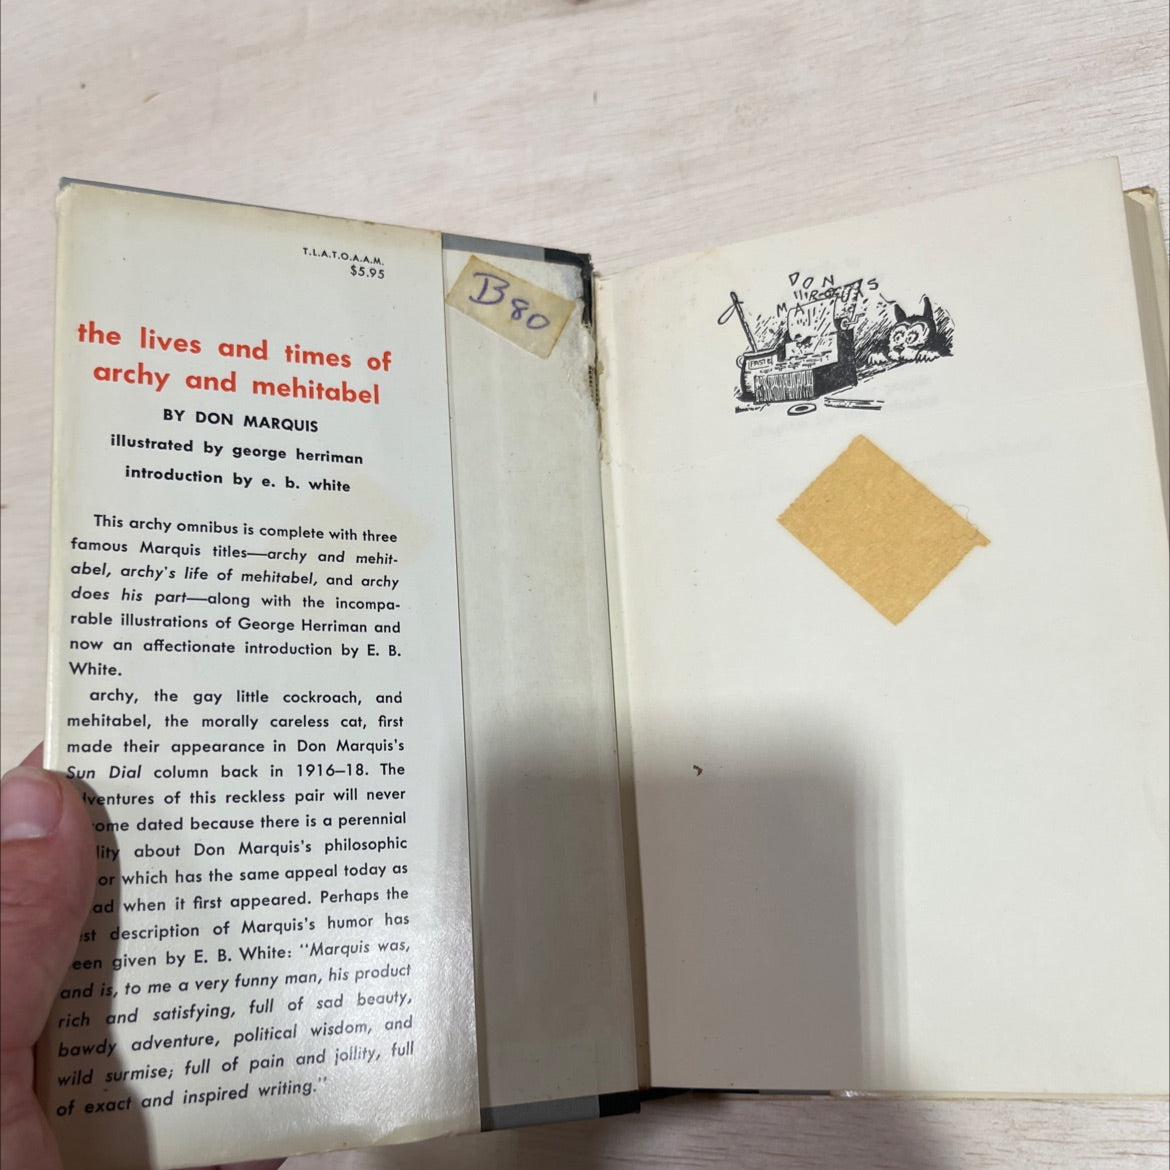 T.L.A.T.O.A.A.M.
$5.95
the lives and times of
archy and mehitabel
BY DON MARQUIS
illustrated by george herriman
introduction by e. b. white
This archy omnibus is complete with three
famous Marquis titles—archy and mehit-
abel, archy's life of mehitabel, and archy
does his part—along with the incompa-
rable illustrations of George Herriman and
now an affectionate introduction by E. B.
White.
archy, the gay little cockroach, and
mehitabel, the morally careless cat, first
made their appearance in Don Marquis's
Sun Dial column back in 1916–18. The
ventures of this reckless pair will never
ome dated because there is a perennial
lity about Don Marquis's philosophic
or which has the same appeal today as
ad when it first appeared. Perhaps the
st description of Marquis's humor has
een given by E. B. White: "Marquis was,
and is, to me a very funny man, his product
rich and satisfying, full of sad beauty,
bawdy adventure, political wisdom, and
wild surmise; full of pain and jollity, full
of exact and inspired writing."
B80
DON
MARQUIS
PASTE